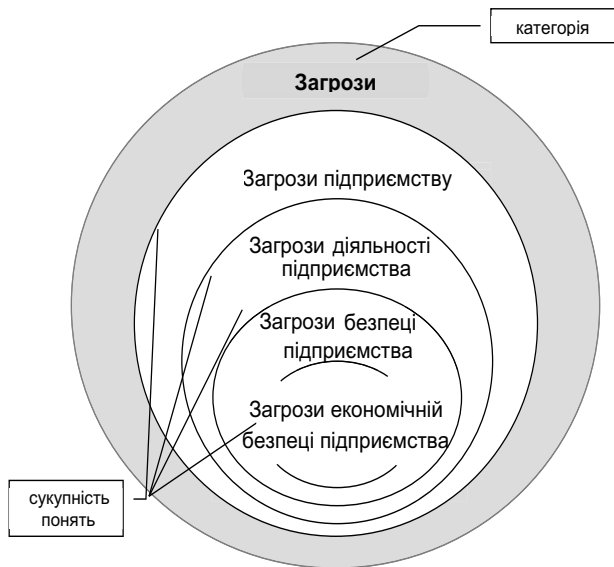 категорія
Загрози
Загрози підприємству
Загрози діяльності
підприємства
Загрози безпеці
підприємства
Загрози економічній
безпеці підприємства
сукупність
понять